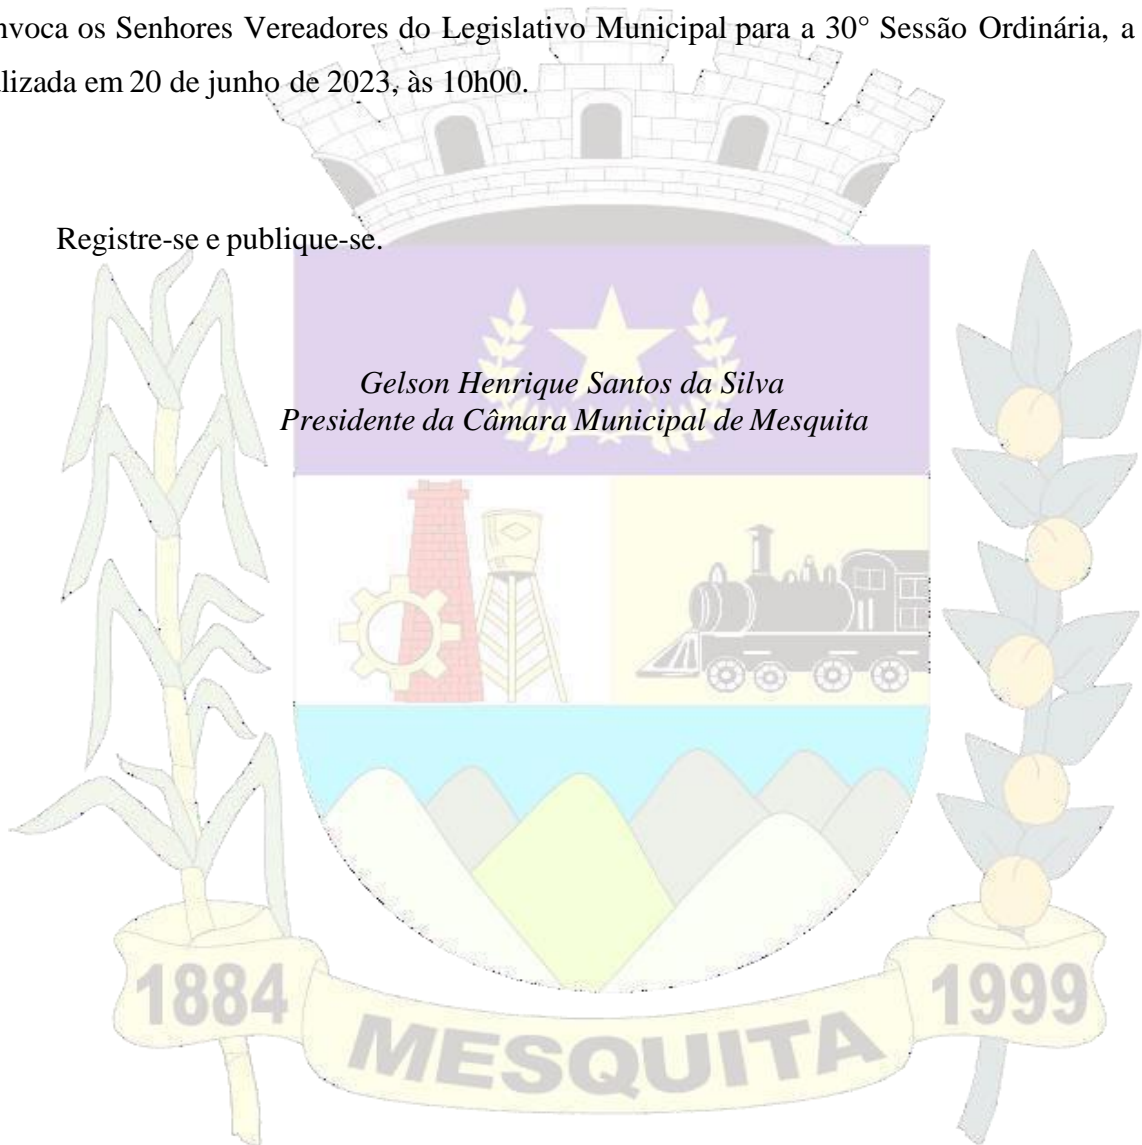 nvoca os Senhores Vereadores do Legislativo Municipal para a 30° Sessão Ordinária, a
lizada em 20 de junho de 2023, às 10h00.
Registre-se e publique-se.
Gelson Henrique Santos da Silva
Presidente da Câmara Municipal de Mesquita
1884
MESQUITA
1999